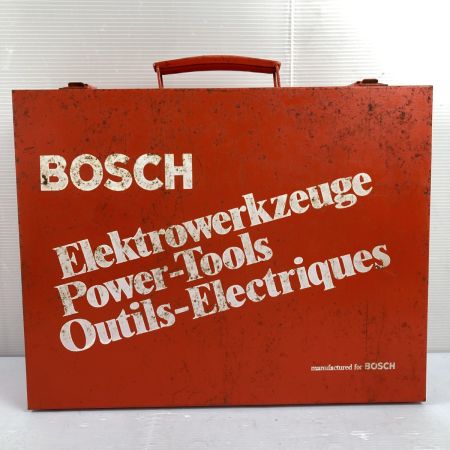 BOSCH
Elektrowerkzeuge
Power-Tools
Outils-Electriques
manufactured for BOSCH